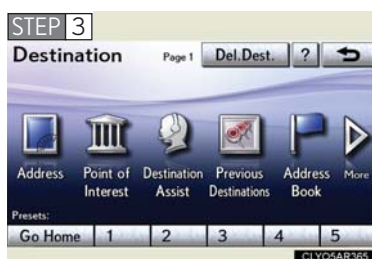 STEP 3
Destination Page 1 Del.Dest. ?
Address Point of Interest Destination Assist Previous Destinations Address Book More
Presets:
Go Home 1 2 3 4 5
CLYO5AR365